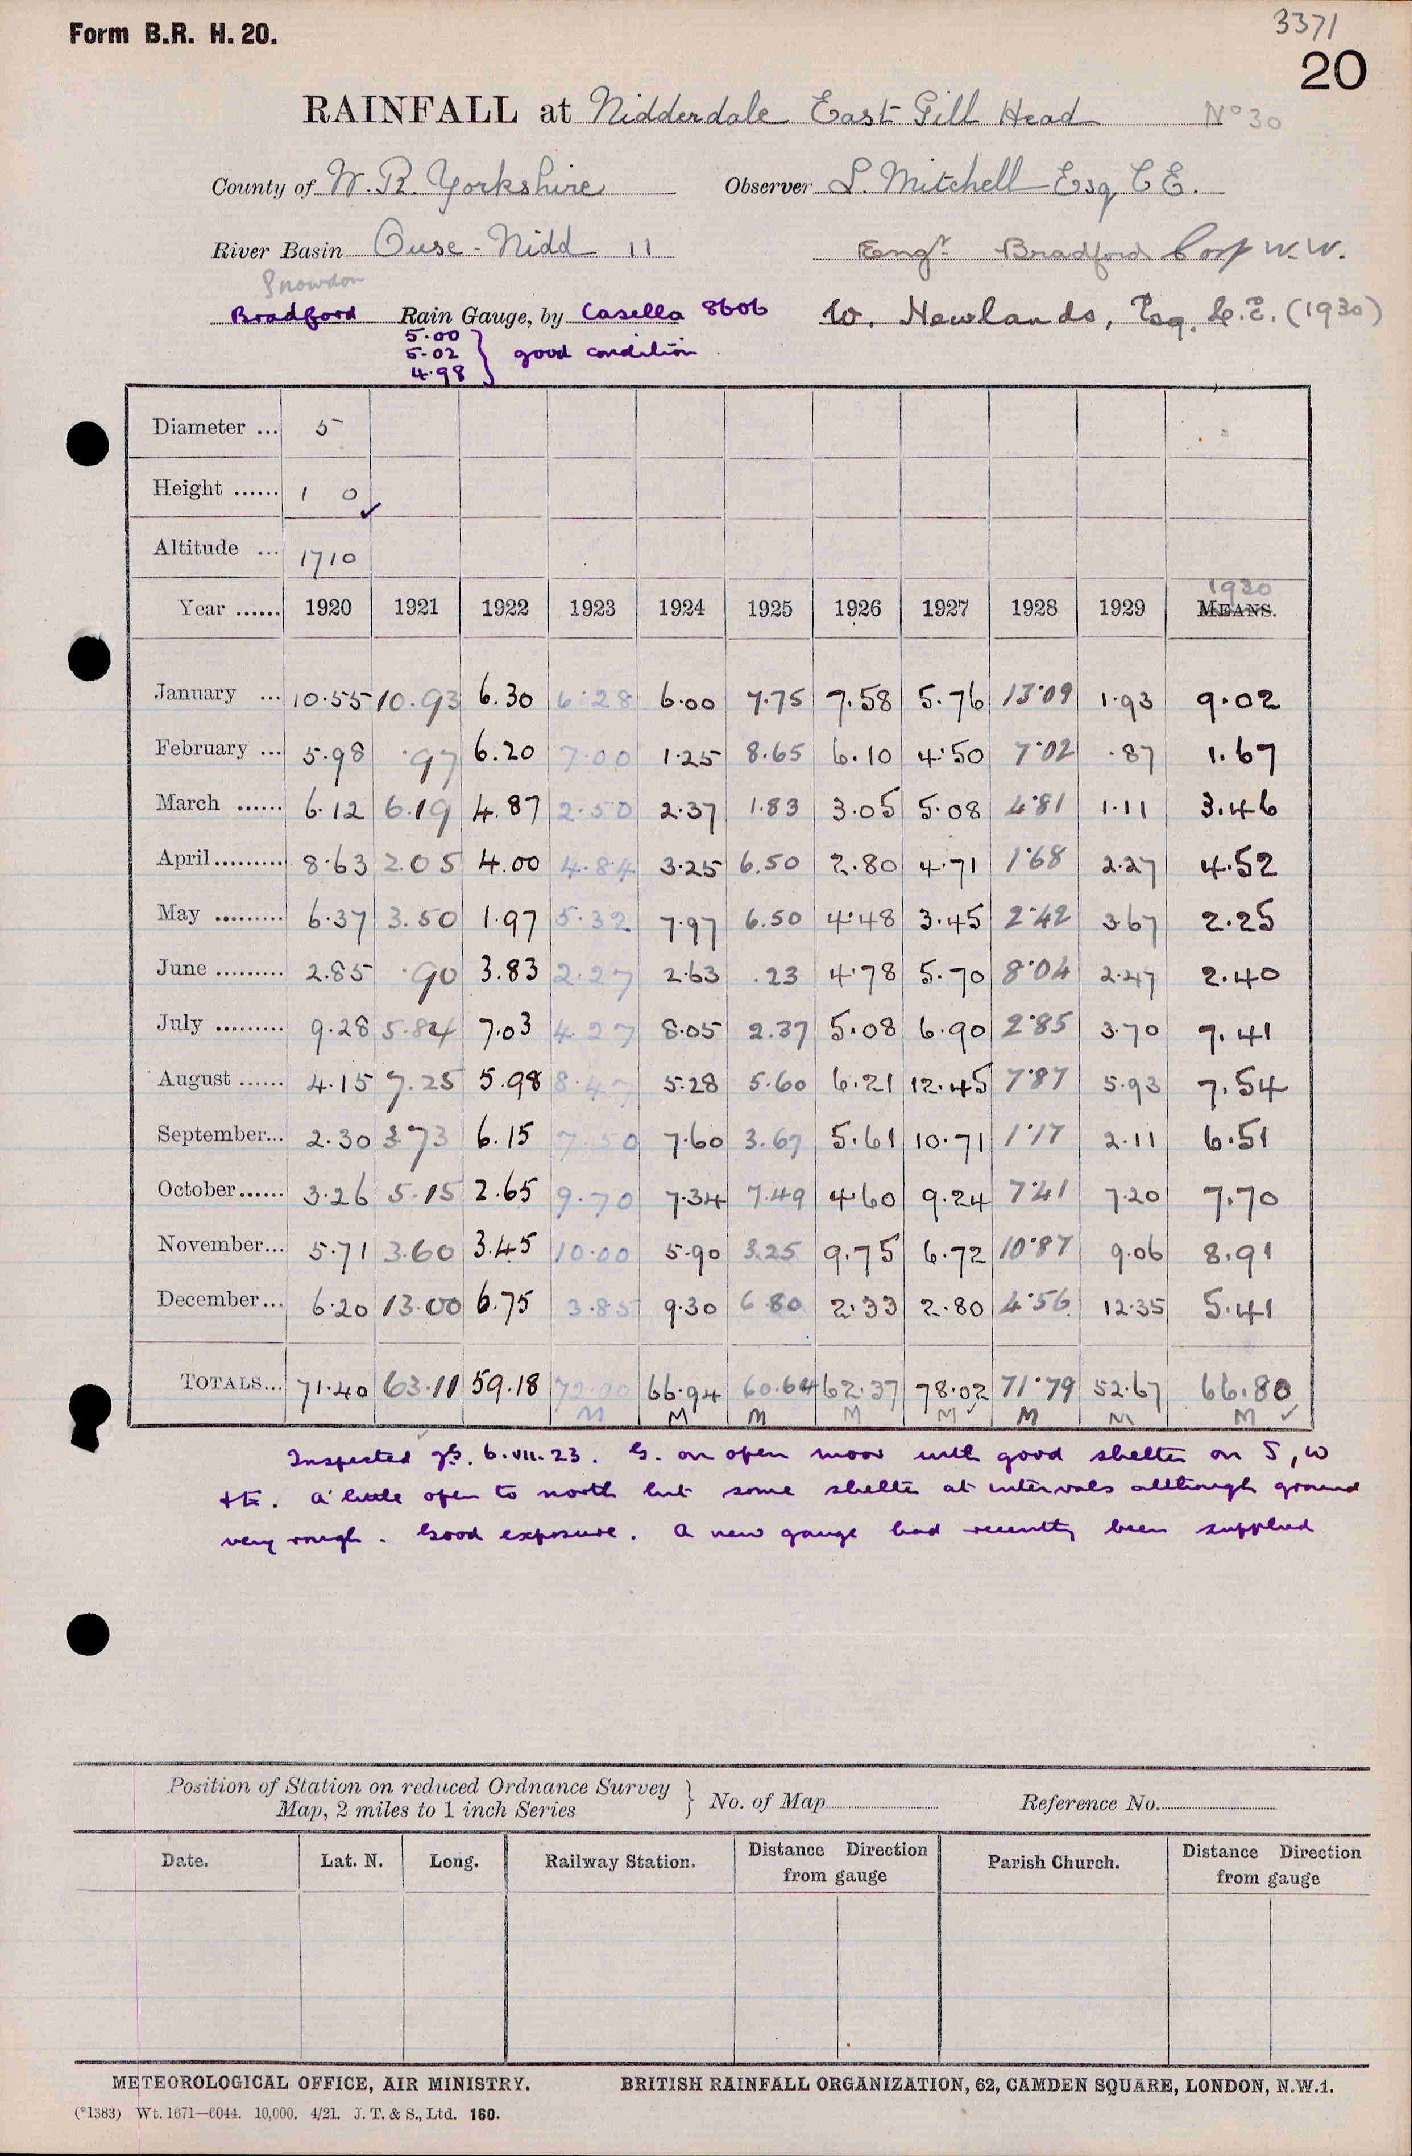 Form B.R. H. 20.
3371
20
RAINFALL at Nidderdale East Gill Head No 30
County of W. R. Yorkshire Observer L. Mitchell Esq C E.
River Basin Ouse - Nidd 11 Engr. Bradford Corp W. W.
Snowdon
Bradford Rain Gauge, by Casella 8606 W. Newlands, Esq. C.E. (1930)
5.00
5.02 } good condition
4.98
Diameter ... 5
Height ...... 1 0 ✓
Altitude ... 1710
1930
Year ...... 1920 1921 1922 1923 1924 1925 1926 1927 1928 1929 MEANS.
January ... 10.55 10.93 6.30 6.28 6.00 7.75 7.58 5.76 13.09 1.93 9.02
February ... 5.98 .97 6.20 7.00 1.25 8.65 6.10 4.50 7.02 .87 1.67
March ...... 6.12 6.19 4.87 2.50 2.37 1.83 3.05 5.08 4.81 1.11 3.46
April......... 8.63 2.05 4.00 4.84 3.25 6.50 2.80 4.71 1.68 2.27 4.52
May ......... 6.37 3.50 1.97 5.32 7.97 6.50 4.48 3.45 2.42 3.67 2.25
June ......... 2.85 .90 3.83 2.27 2.63 .23 4.78 5.70 8.04 2.47 2.40
July ......... 9.28 5.84 7.03 4.27 8.05 2.37 5.08 6.90 2.85 3.70 7.41
August ...... 4.15 7.25 5.98 8.47 5.28 5.60 6.21 12.45 7.87 5.93 7.54
September... 2.30 3.73 6.15 7.50 7.60 3.67 5.61 10.71 1.17 2.11 6.51
October...... 3.26 5.15 2.65 9.70 7.34 7.49 4.60 9.24 7.41 7.20 7.70
November... 5.71 3.60 3.45 10.00 5.90 3.25 9.75 6.72 10.87 9.06 8.91
December... 6.20 13.00 6.75 3.85 9.30 6.80 2.33 2.80 4.56 12.35 5.41
TOTALS... 71.40 63.11 59.18 72.00 66.94 60.64 62.37 78.02 71.79 52.67 66.80
M M M M M ✓ M M M ✓
Inspected 6.VII.23. G. on open moor with good shelter on S, W
+ E. A little open to north but some shelter at intervals although ground
very rough. Good exposure. A new gauge had recently been supplied
Position of Station on reduced Ordnance Survey
Map, 2 miles to 1 inch Series } No. of Map Reference No.
Date. Lat. N. Long. Railway Station. Distance Direction from gauge Parish Church. Distance Direction from gauge
METEOROLOGICAL OFFICE, AIR MINISTRY. BRITISH RAINFALL ORGANIZATION, 62, CAMDEN SQUARE, LONDON, N.W.1.
(*1383) Wt. 1671—6044. 10,000. 4/21. J. T. & S., Ltd. 160.